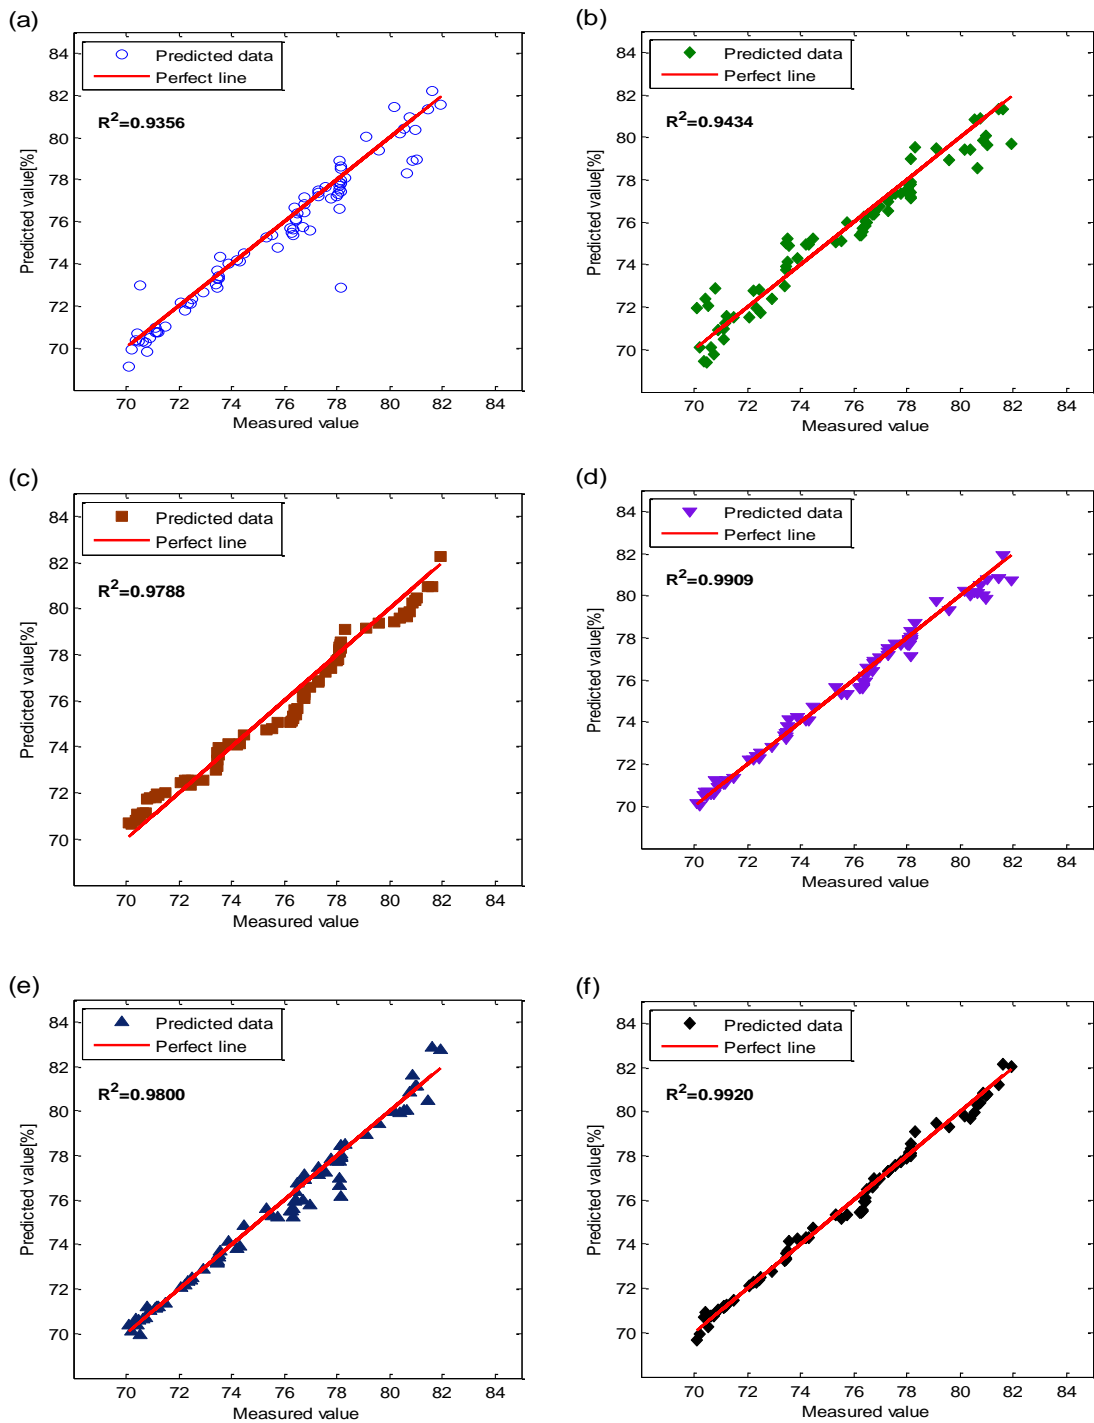 (a)
Predicted data
Perfect line
R²=0.9356
84
82
80
78
76
74
72
70
Predicted value[%]
70 72 74 76 78 80 82 84
Measured value
(b)
Predicted data
Perfect line
R²=0.9434
84
82
80
78
76
74
72
70
Predicted value[%]
70 72 74 76 78 80 82 84
Measured value
(c)
Predicted data
Perfect line
R²=0.9788
84
82
80
78
76
74
72
70
Predicted value[%]
70 72 74 76 78 80 82 84
Measured value
(d)
Predicted data
Perfect line
R²=0.9909
84
82
80
78
76
74
72
70
Predicted value[%]
70 72 74 76 78 80 82 84
Measured value
(e)
Predicted data
Perfect line
R²=0.9800
84
82
80
78
76
74
72
70
Predicted value[%]
70 72 74 76 78 80 82 84
Measured value
(f)
Predicted data
Perfect line
R²=0.9920
84
82
80
78
76
74
72
70
Predicted value[%]
70 72 74 76 78 80 82 84
Measured value